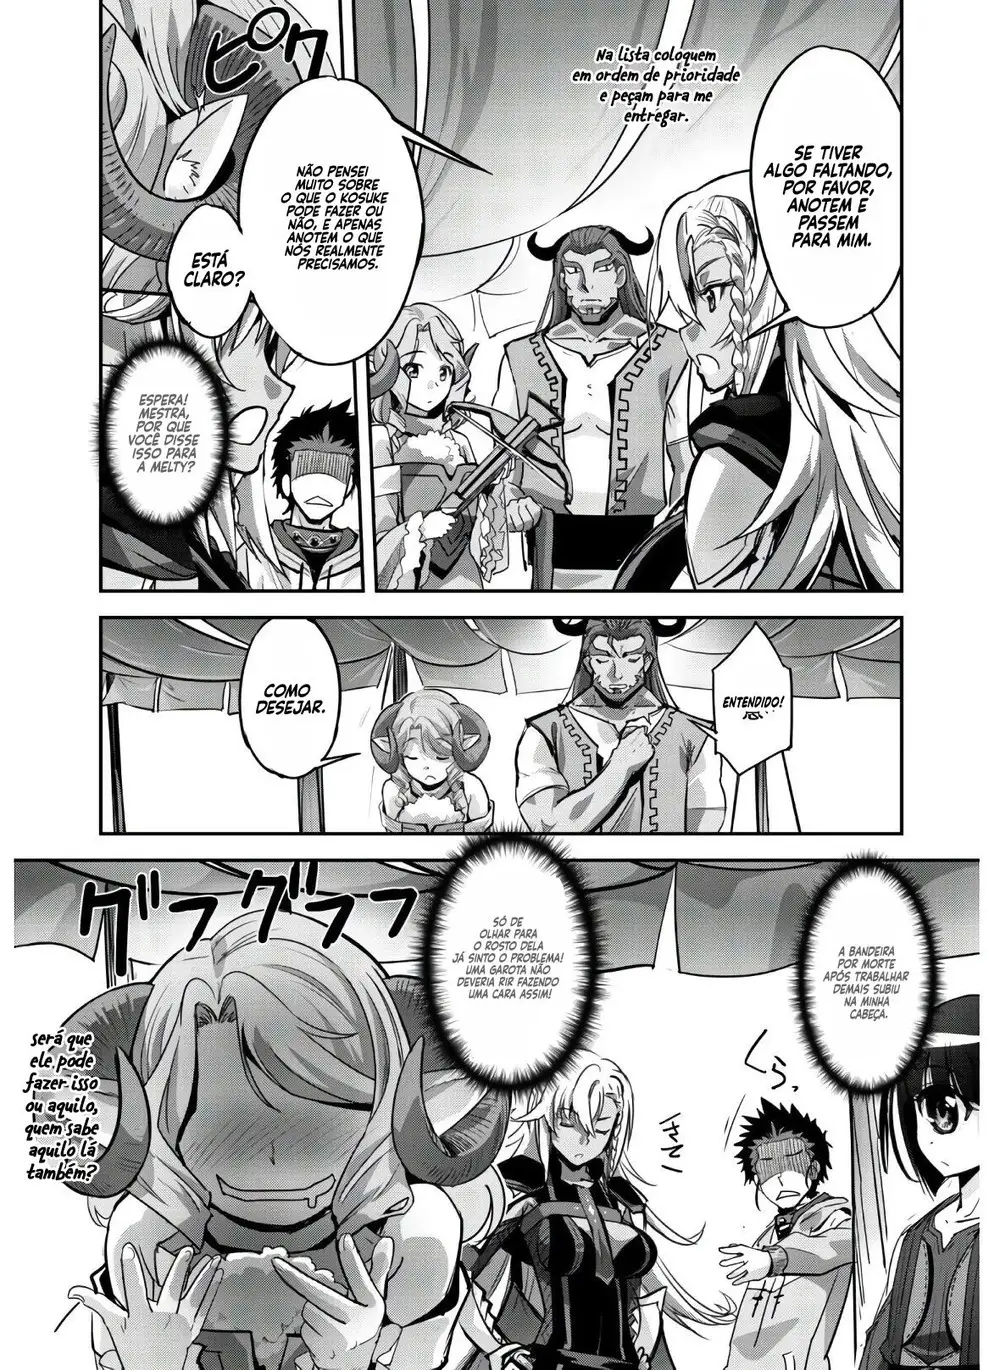 Na lista coloquem
em ordem de prioridade
e peçam para me
entregar.
SE TIVER
ALGO FALTANDO,
POR FAVOR,
ANOTEM E
PASSEM
PARA MIM.
ピク
NÃO PENSEI
MUITO SOBRE
O QUE O KOSUKE
PODE FAZER OU
NÃO, E APENAS
ANOTEM O QUE
NÓS REALMENTE
PRECISAMOS.
ESTÁ
CLARO?
ESPERA!
MESTRA,
POR QUE
VOCÊ DISSE
ISSO PARA
A MELTY?
ENTENDIDO!
COMO
DESEJAR.
A BANDEIRA
POR MORTE
APÓS TRABALHAR
DEMAIS SUBIU
NA MINHA
CABEÇA.
SÓ DE
OLHAR PARA
O ROSTO DELA
JÁ SINTO O PROBLEMA!
UMA GAROTA NÃO
DEVERIA RIR FAZENDO
UMA CARA ASSIM!
グフグフフ
será que
ele pode
fazer isso
ou aquilo,
quem sabe
aquilo lá
também?
くら、